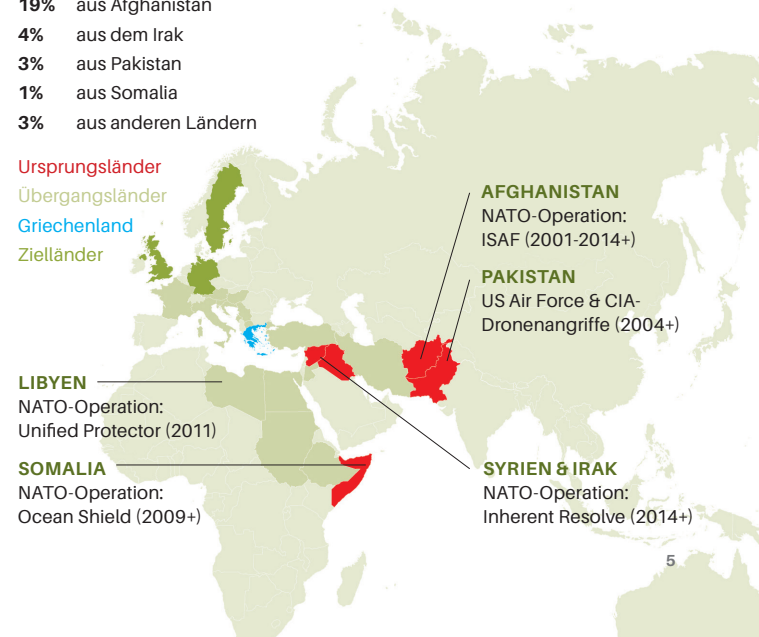 19% aus Afghanistan
4% aus dem Irak
3% aus Pakistan
1% aus Somalia
3% aus anderen Ländern
Ursprungsländer
Übergangsländer
Griechenland
Zielländer
AFGHANISTAN
NATO-Operation:
ISAF (2001-2014+)
PAKISTAN
US Air Force & CIA-
Dronenangriffe (2004+)
LIBYEN
NATO-Operation:
Unified Protector (2011)
SOMALIA
NATO-Operation:
Ocean Shield (2009+)
SYRIEN & IRAK
NATO-Operation:
Inherent Resolve (2014+)
5